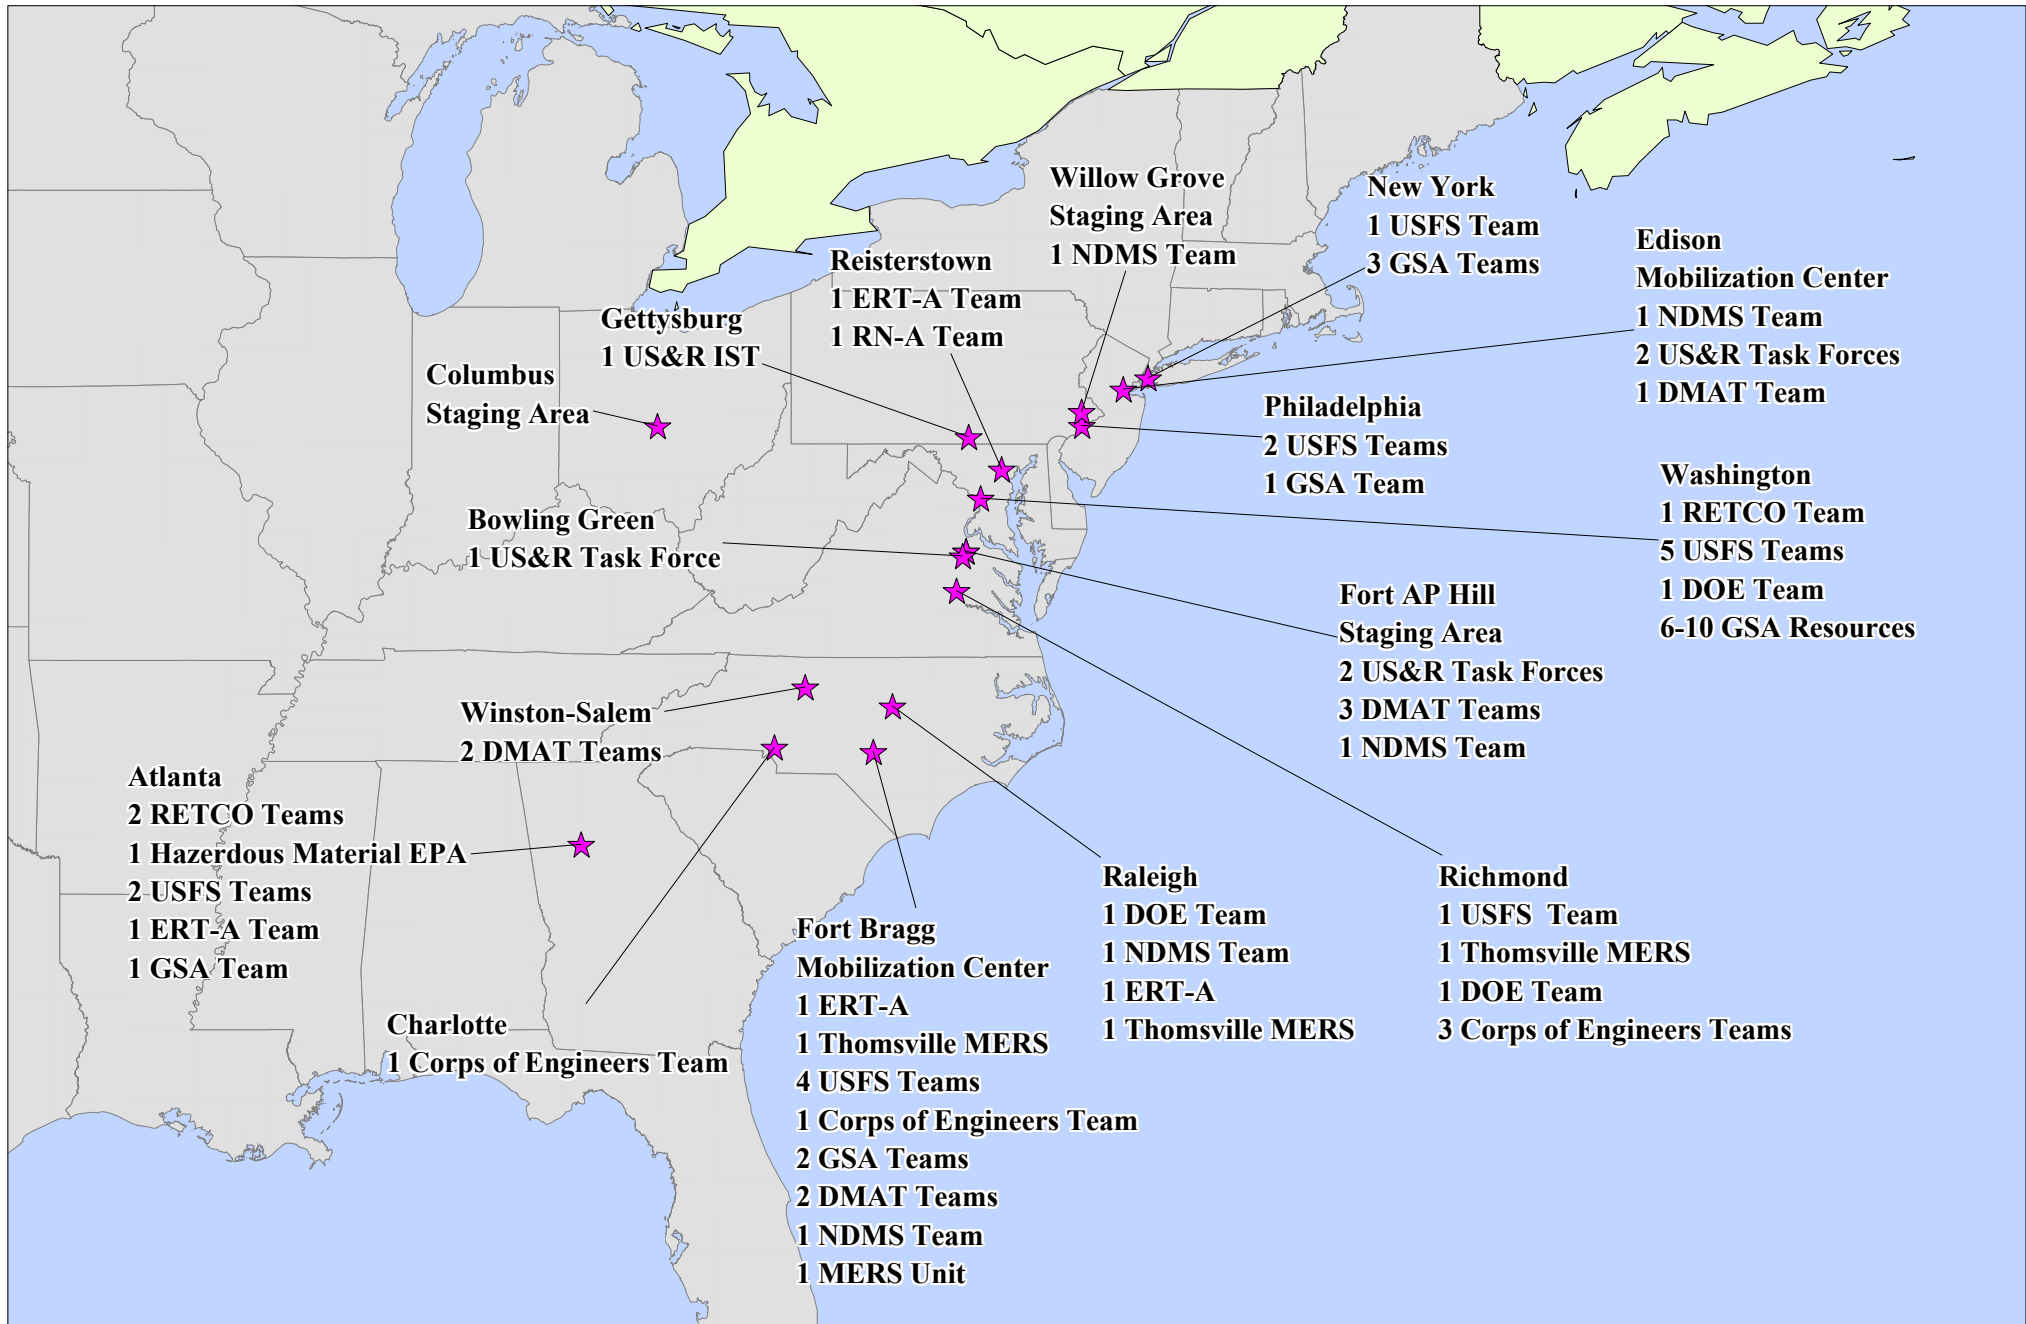 Willow Grove
Staging Area
1 NDMS Team
New York
1 USFS Team
3 GSA Teams
Edison
Mobilization Center
1 NDMS Team
2 US&R Task Forces
1 DMAT Team
Reisterstown
1 ERT-A Team
1 RN-A Team
Gettysburg
1 US&R IST
Columbus
Staging Area
Philadelphia
2 USFS Teams
1 GSA Team
Washington
1 RETCO Team
5 USFS Teams
1 DOE Team
6-10 GSA Resources
Bowling Green
1 US&R Task Force
Fort AP Hill
Staging Area
2 US&R Task Forces
3 DMAT Teams
1 NDMS Team
Winston-Salem
2 DMAT Teams
Atlanta
2 RETCO Teams
1 Hazerdous Material EPA
2 USFS Teams
1 ERT-A Team
1 GSA Team
Charlotte
1 Corps of Engineers Team
Fort Bragg
Mobilization Center
1 ERT-A
1 Thomsville MERS
4 USFS Teams
1 Corps of Engineers Team
2 GSA Teams
2 DMAT Teams
1 NDMS Team
1 MERS Unit
Raleigh
1 DOE Team
1 NDMS Team
1 ERT-A
1 Thomsville MERS
Richmond
1 USFS  Team
1 Thomsville MERS
1 DOE Team
3 Corps of Engineers Teams